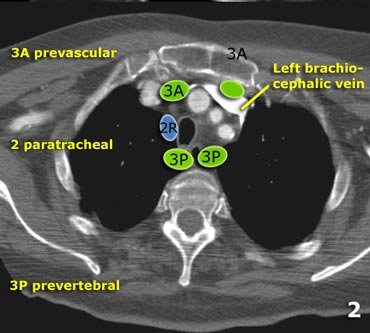 3A prevascular
3A
Left brachio-
cephalic vein
3A
2R
2 paratracheal
3P
3P
3P prevertebral
2